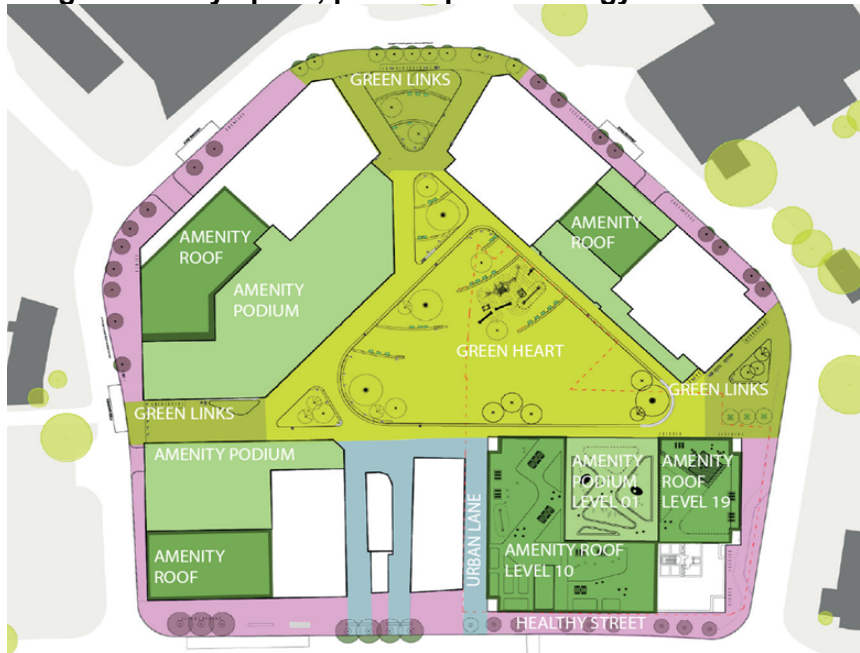 GREEN LINKS
AMENITY
ROOF
AMENITY
PODIUM
AMENITY
ROOF
GREEN HEART
GREEN LINKS
GREEN LINKS
AMENITY PODIUM
AMENITY
PODIUM
LEVEL 01
AMENITY
ROOF
LEVEL 19
AMENITY
ROOF
URBAN LANE
AMENITY ROOF
LEVEL 10
HEALTHY STREET